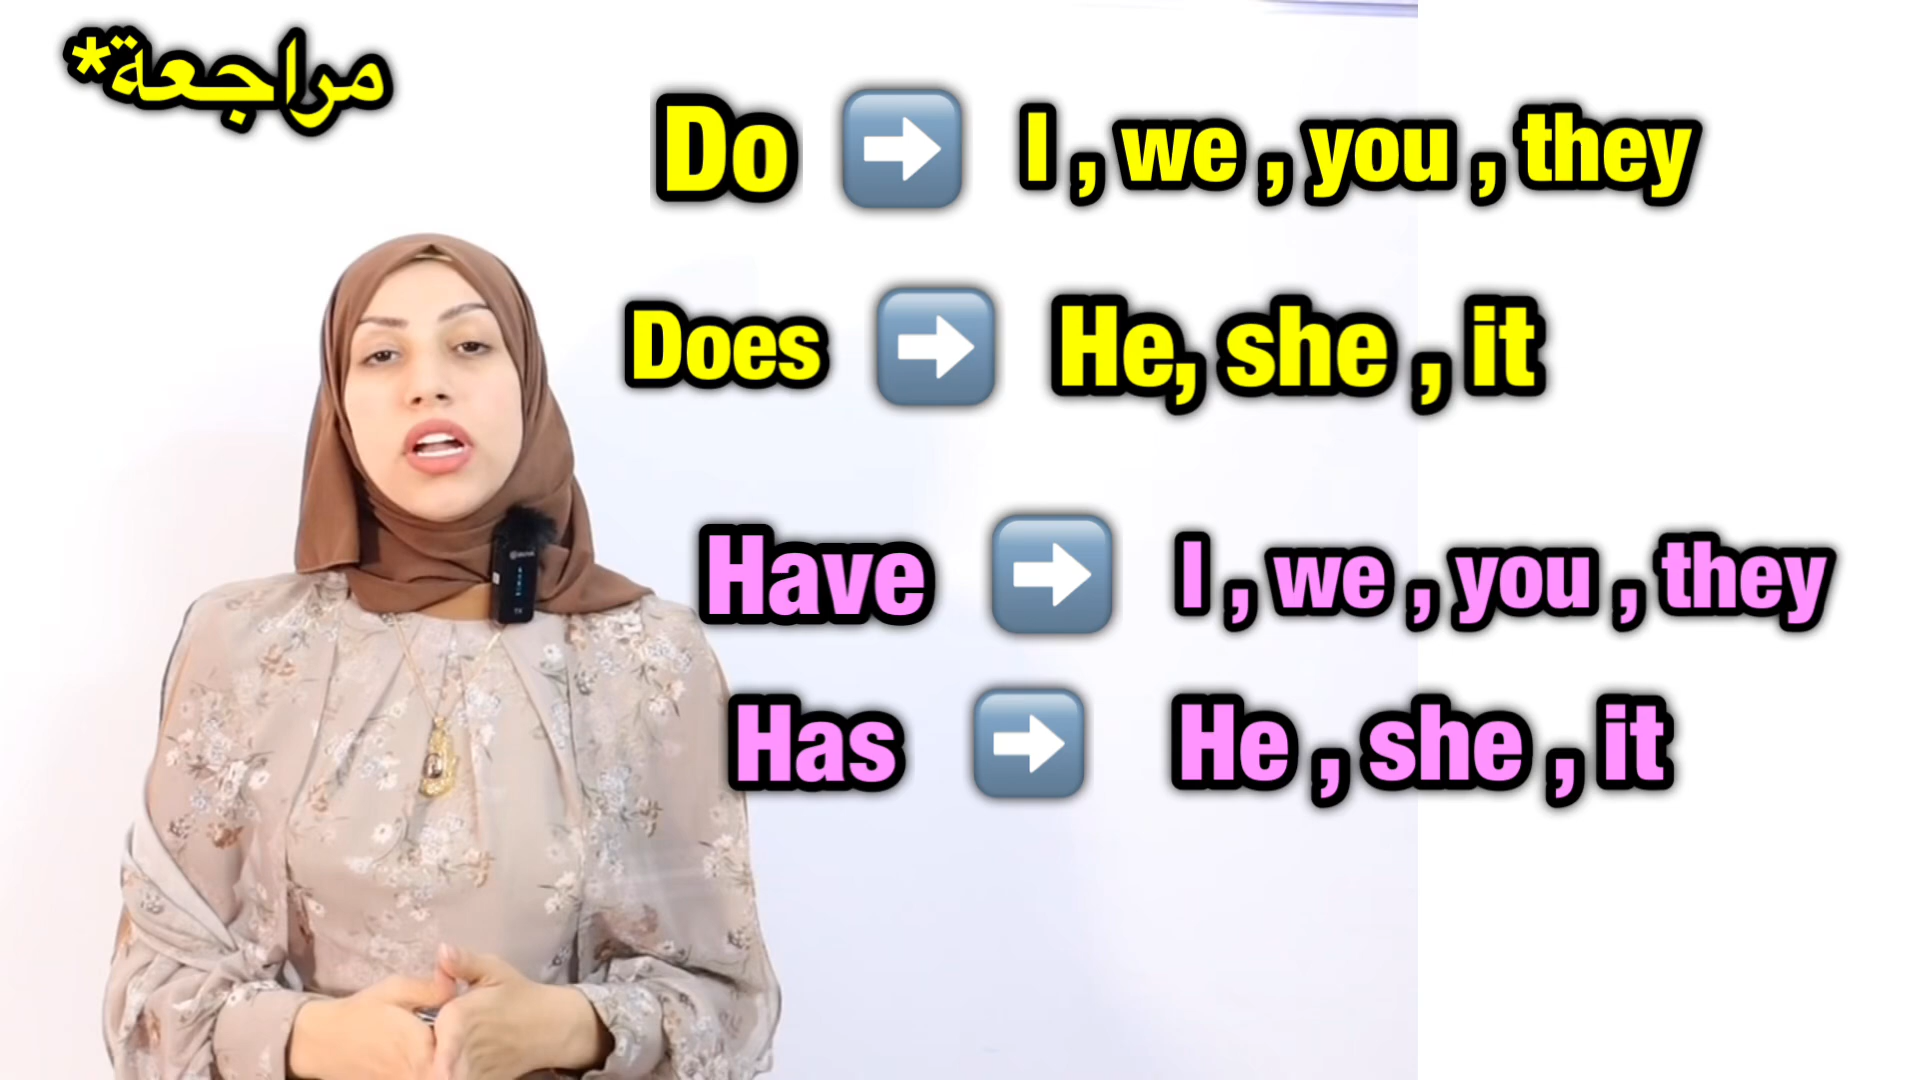 مراجعة*
Do ➡️ I , we , you , they
Does ➡️ He, she , it
Have ➡️ I , we , you , they
Has ➡️ He , she , it